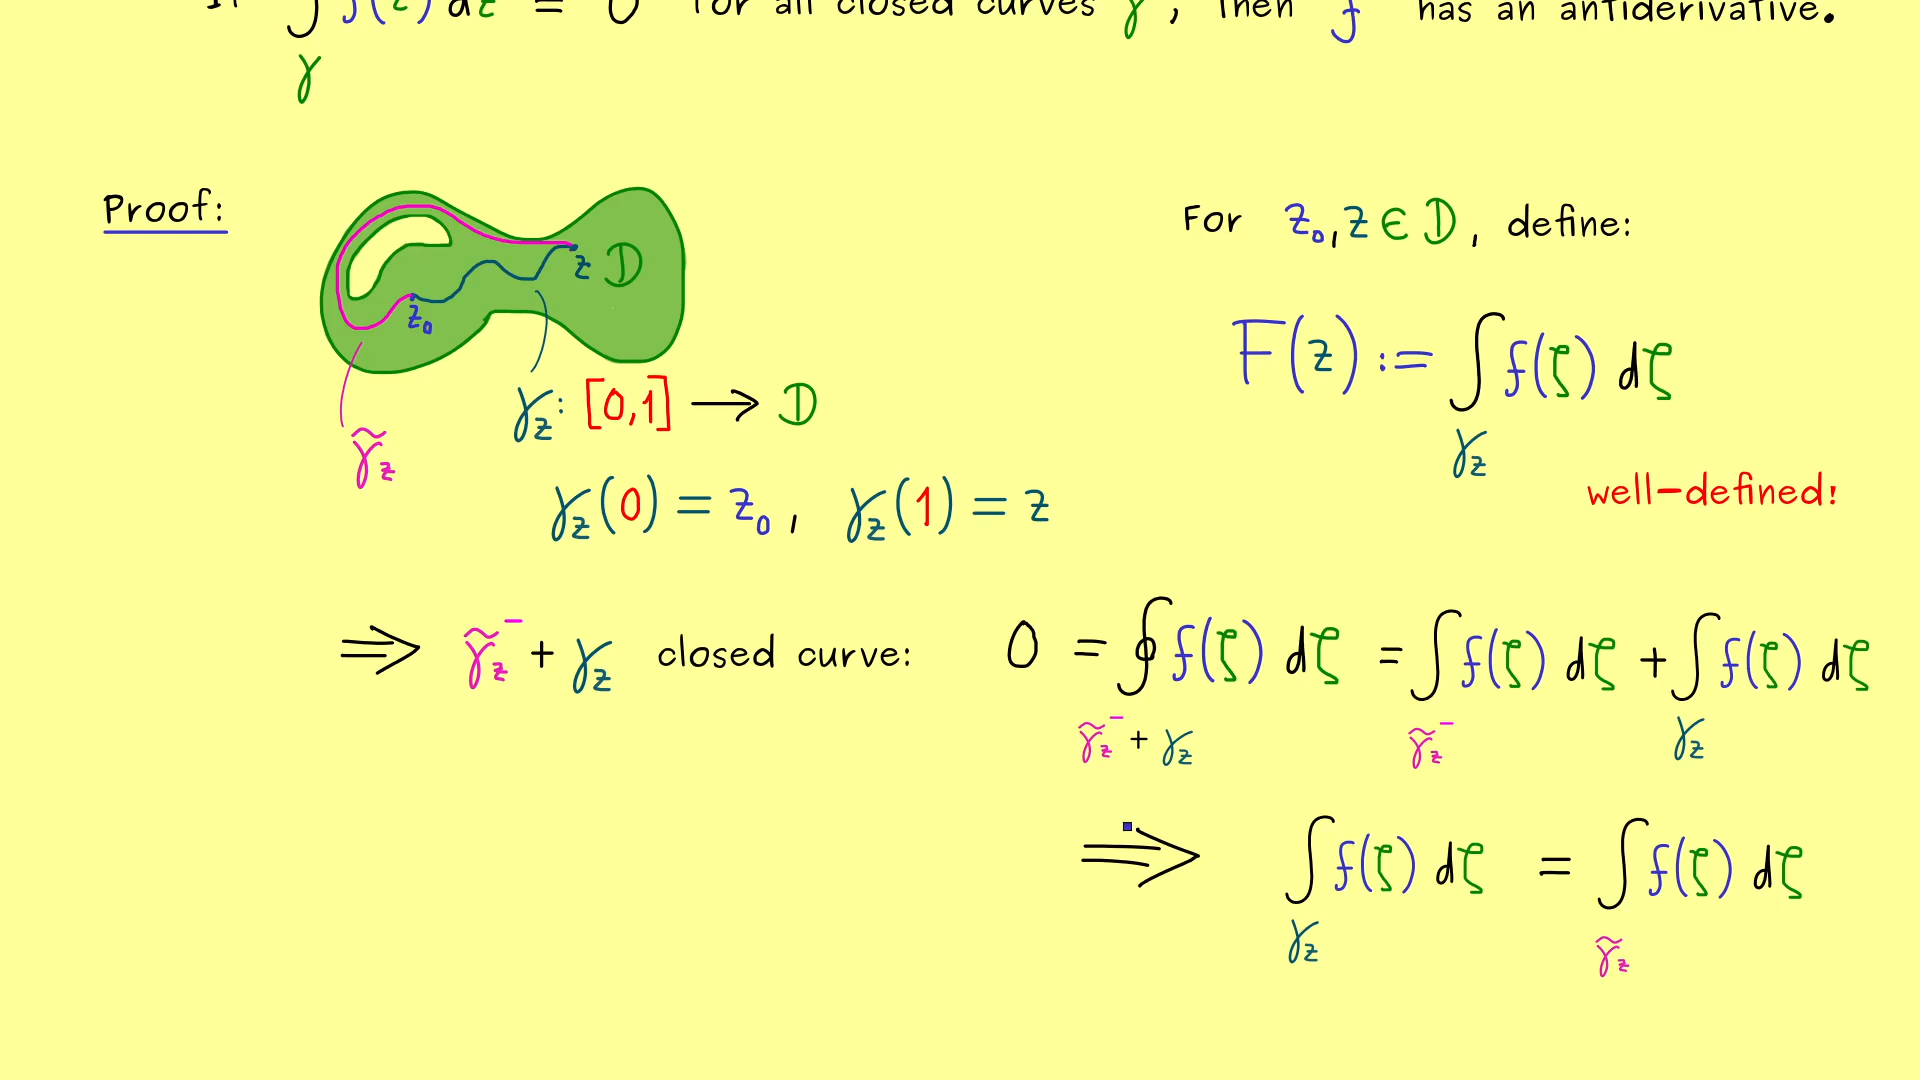 If ∫ f(z) dz = 0 for all closed curves γ, then f has an antiderivative.
γ
Proof:
z D
z₀
γ̃_z
γ_z: [0,1] ⟶ D
γ_z(0) = z₀, γ_z(1) = z
For z₀, z ∈ D, define:
F(z) := ∫ f(ζ) dζ
γ_z
well-defined!
⟹ γ̃_z⁻ + γ_z closed curve: 0 = ∮ f(ζ) dζ = ∫ f(ζ) dζ + ∫ f(ζ) dζ
γ̃_z⁻ + γ_z γ̃_z⁻ γ_z
⟹ ∫ f(ζ) dζ = ∫ f(ζ) dζ
γ_z γ̃_z